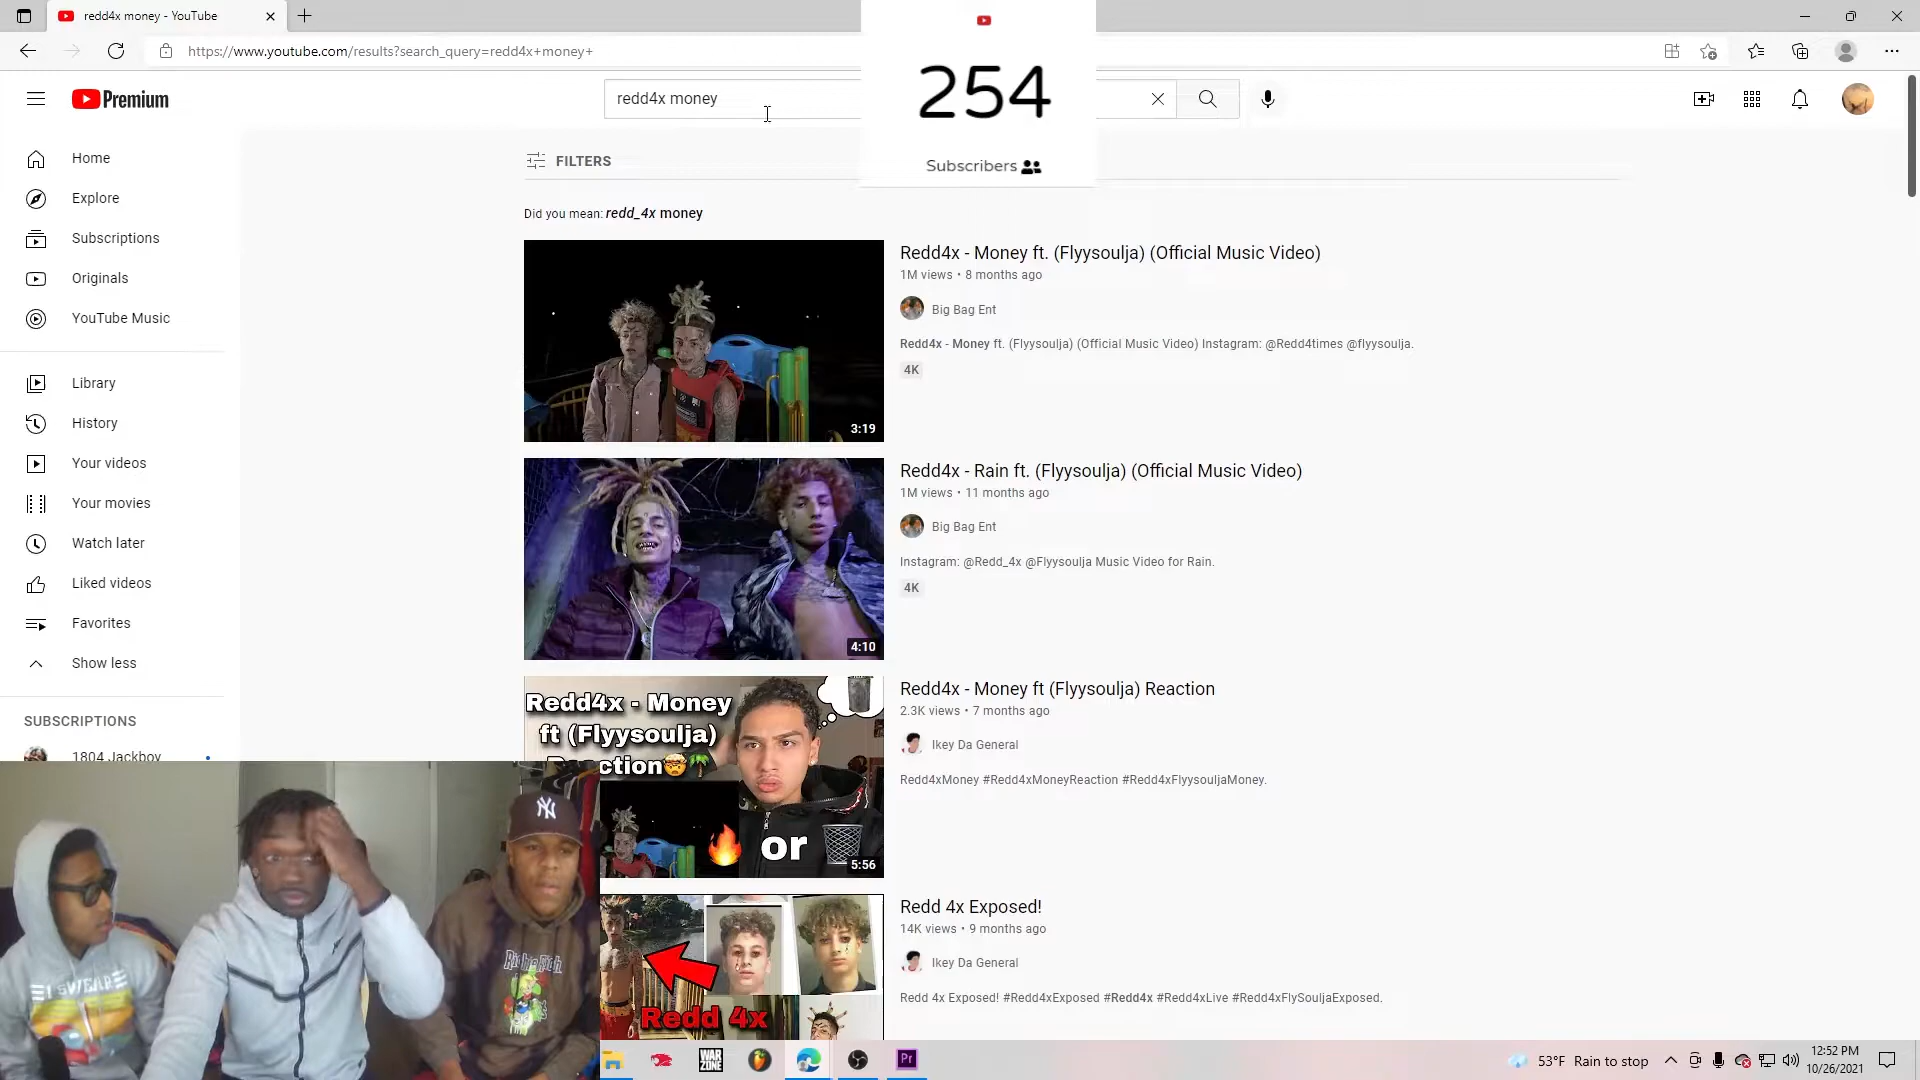 redd4x money - YouTube
https://www.youtube.com/results?search_query=redd4x+money+
Premium
redd4x money
254
Subscribers
Home
Explore
Subscriptions
Originals
YouTube Music
Library
History
Your videos
Your movies
Watch later
Liked videos
Favorites
Show less
SUBSCRIPTIONS
1804 Jackboy
FILTERS
Did you mean: redd_4x money
3:19
Redd4x - Money ft. (Flyysoulja) (Official Music Video)
1M views • 8 months ago
Big Bag Ent
Redd4x - Money ft. (Flyysoulja) (Official Music Video) Instagram: @Redd4times @flyysoulja.
4K
4:10
Redd4x - Rain ft. (Flyysoulja) (Official Music Video)
1M views • 11 months ago
Big Bag Ent
Instagram: @Redd_4x @Flyysoulja Music Video for Rain.
4K
Redd4x - Money
ft (Flyysoulja)
or
5:56
Redd4x - Money ft (Flyysoulja) Reaction
2.3K views • 7 months ago
Ikey Da General
Redd4xMoney #Redd4xMoneyReaction #Redd4xFlyysouljaMoney.
Redd 4x
Redd 4x Exposed!
14K views • 9 months ago
Ikey Da General
Redd 4x Exposed! #Redd4xExposed #Redd4x #Redd4xLive #Redd4xFlySouljaExposed.
NY
I SWEAR
Richie Rich
WAR
ZONE
Pr
53°F Rain to stop
12:52 PM
10/26/2021